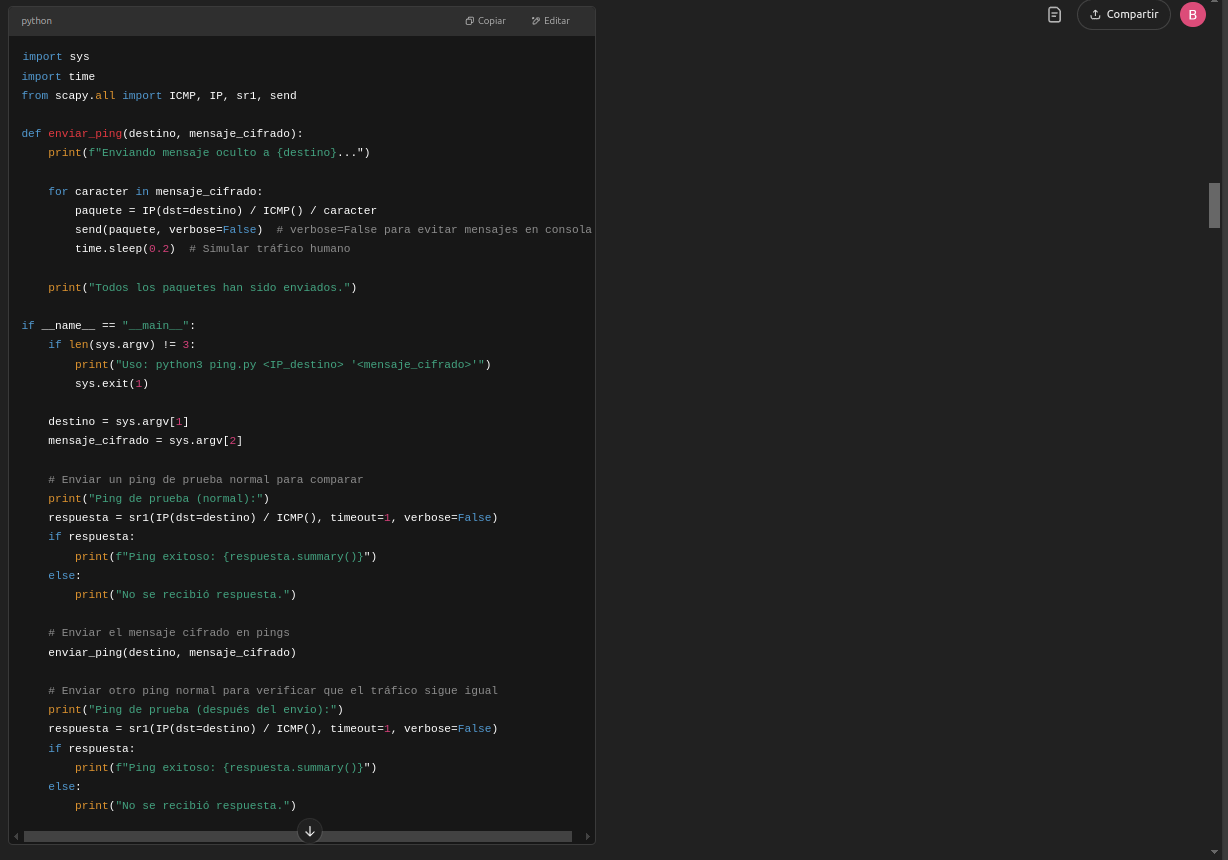 python
Copiar
Editar
Compartir
B
import sys
import time
from scapy.all import ICMP, IP, sr1, send
def enviar_ping(destino, mensaje_cifrado):
    print(f"Enviando mensaje oculto a {destino}...")
    for caracter in mensaje_cifrado:
        paquete = IP(dst=destino) / ICMP() / caracter
        send(paquete, verbose=False)  # verbose=False para evitar mensajes en consola
        time.sleep(0.2)  # Simular tráfico humano
    print("Todos los paquetes han sido enviados.")
if __name__ == "__main__":
    if len(sys.argv) != 3:
        print("Uso: python3 ping.py <IP_destino> '<mensaje_cifrado>'")
        sys.exit(1)
    destino = sys.argv[1]
    mensaje_cifrado = sys.argv[2]
    # Enviar un ping de prueba normal para comparar
    print("Ping de prueba (normal):")
    respuesta = sr1(IP(dst=destino) / ICMP(), timeout=1, verbose=False)
    if respuesta:
        print(f"Ping exitoso: {respuesta.summary()}")
    else:
        print("No se recibió respuesta.")
    # Enviar el mensaje cifrado en pings
    enviar_ping(destino, mensaje_cifrado)
    # Enviar otro ping normal para verificar que el tráfico sigue igual
    print("Ping de prueba (después del envío):")
    respuesta = sr1(IP(dst=destino) / ICMP(), timeout=1, verbose=False)
    if respuesta:
        print(f"Ping exitoso: {respuesta.summary()}")
    else:
        print("No se recibió respuesta.")